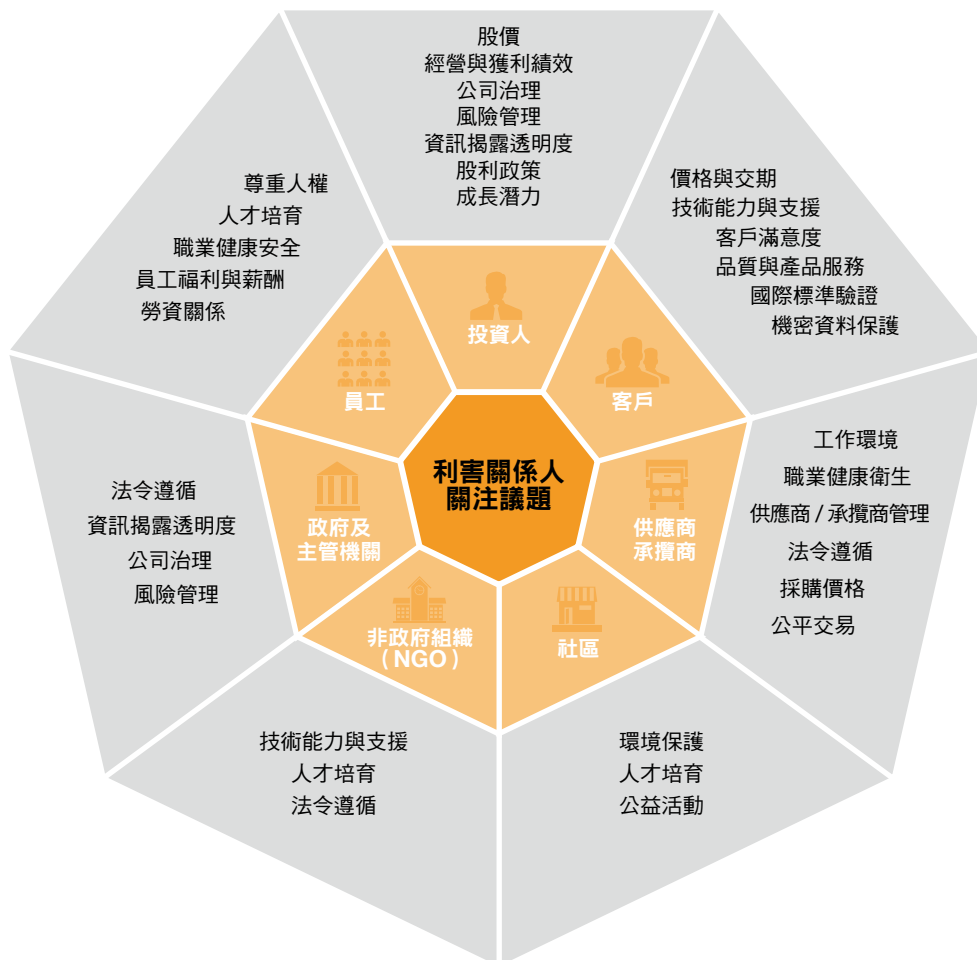 股價
經營與獲利績效
公司治理
風險管理
資訊揭露透明度
股利政策
成長潛力
投資人
價格與交期
技術能力與支援
客戶滿意度
品質與產品服務
國際標準驗證
機密資料保護
客戶
工作環境
職業健康衛生
供應商 / 承攬商管理
法令遵循
採購價格
公平交易
供應商
承攬商
環境保護
人才培育
公益活動
社區
技術能力與支援
人才培育
法令遵循
非政府組織
( NGO )
法令遵循
資訊揭露透明度
公司治理
風險管理
政府及
主管機關
尊重人權
人才培育
職業健康安全
員工福利與薪酬
勞資關係
員工
利害關係人
關注議題